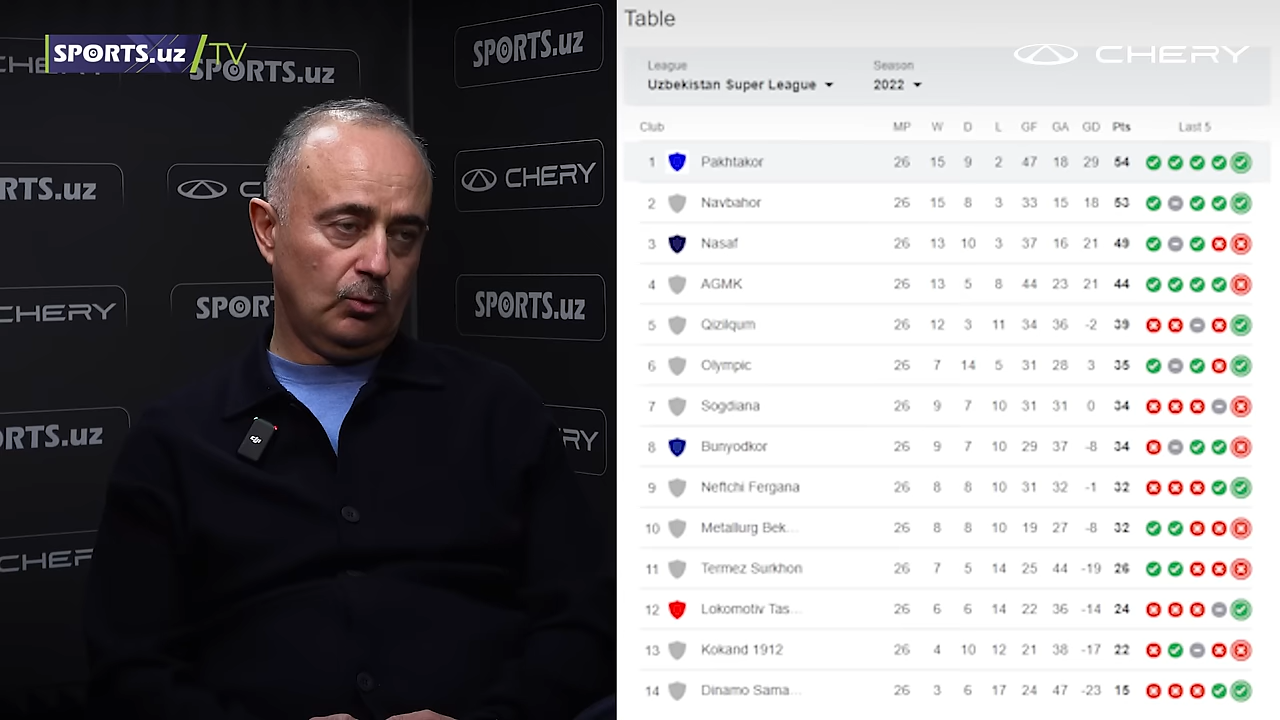 SPORTS.uz/TV
SPORTS.uz
SPORTS.uz
RTS.uz
CHERY
CHERY
CHERY
SPORTS.uz
SPORTS.uz
RTS.uz
RY
CHERY
Table
CHERY
League
Season
Uzbekistan Super League
2022
Club MP W D L GF GA GD Pts Last 5
1 Pakhtakor 26 15 9 2 47 18 29 54
2 Navbahor 26 15 8 3 33 15 18 53
3 Nasaf 26 13 10 3 37 16 21 49
4 AGMK 26 13 5 8 44 23 21 44
5 Qizilqum 26 12 3 11 34 36 -2 39
6 Olympic 26 7 14 5 31 28 3 35
7 Sogdiana 26 9 7 10 31 31 0 34
8 Bunyodkor 26 9 7 10 29 37 -8 34
9 Neftchi Fergana 26 8 8 10 31 32 -1 32
10 Metallurg Bek... 26 8 8 10 19 27 -8 32
11 Termez Surkhon 26 7 5 14 25 44 -19 26
12 Lokomotiv Tas... 26 6 6 14 22 36 -14 24
13 Kokand 1912 26 4 10 12 21 38 -17 22
14 Dinamo Sama... 26 3 6 17 24 47 -23 15